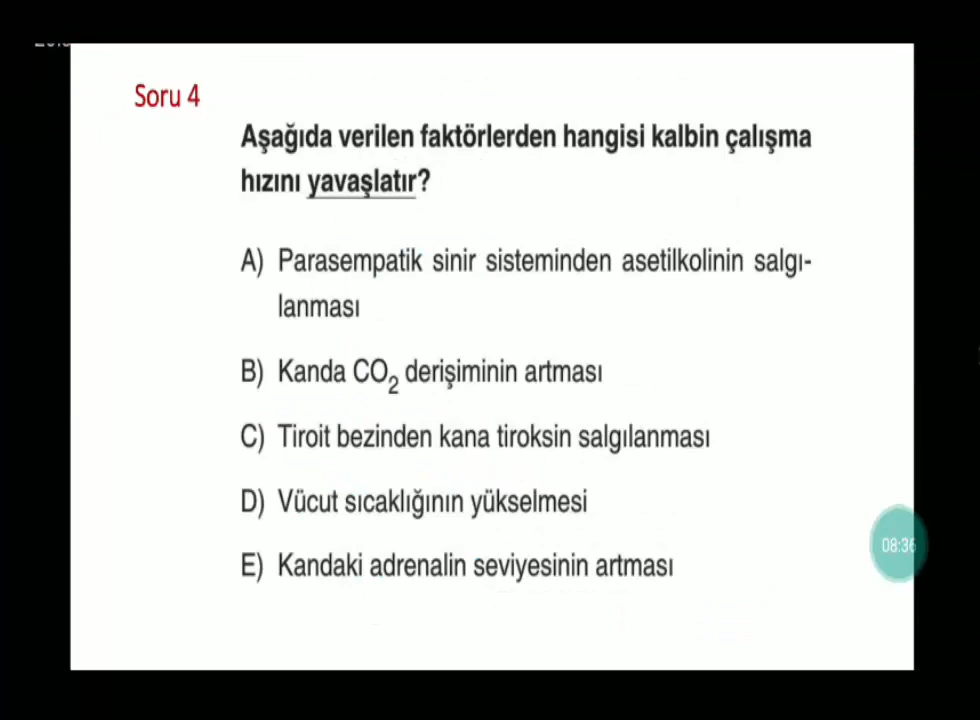 Soru 4
Aşağıda verilen faktörlerden hangisi kalbin çalışma
hızını yavaşlatır?
A) Parasempatik sinir sisteminden asetilkolinin salgı-
lanması
B) Kanda CO₂ derişiminin artması
C) Tiroit bezinden kana tiroksin salgılanması
D) Vücut sıcaklığının yükselmesi
08:36
E) Kandaki adrenalin seviyesinin artması